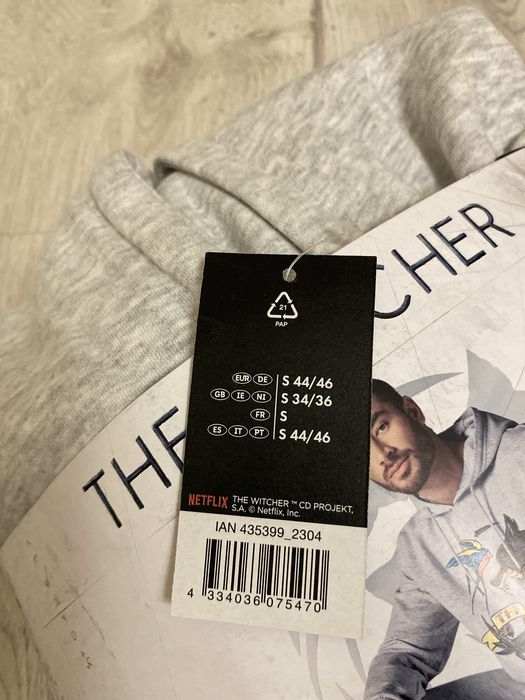 THE WITCHER
21
PAP
EUR DE S 44/46
GB IE NI S 34/36
FR S
ES IT PT S 44/46
NETFLIX THE WITCHER ™ CD PROJEKT,
S.A. © Netflix, Inc.
IAN 435399_2304
4 334036 075470